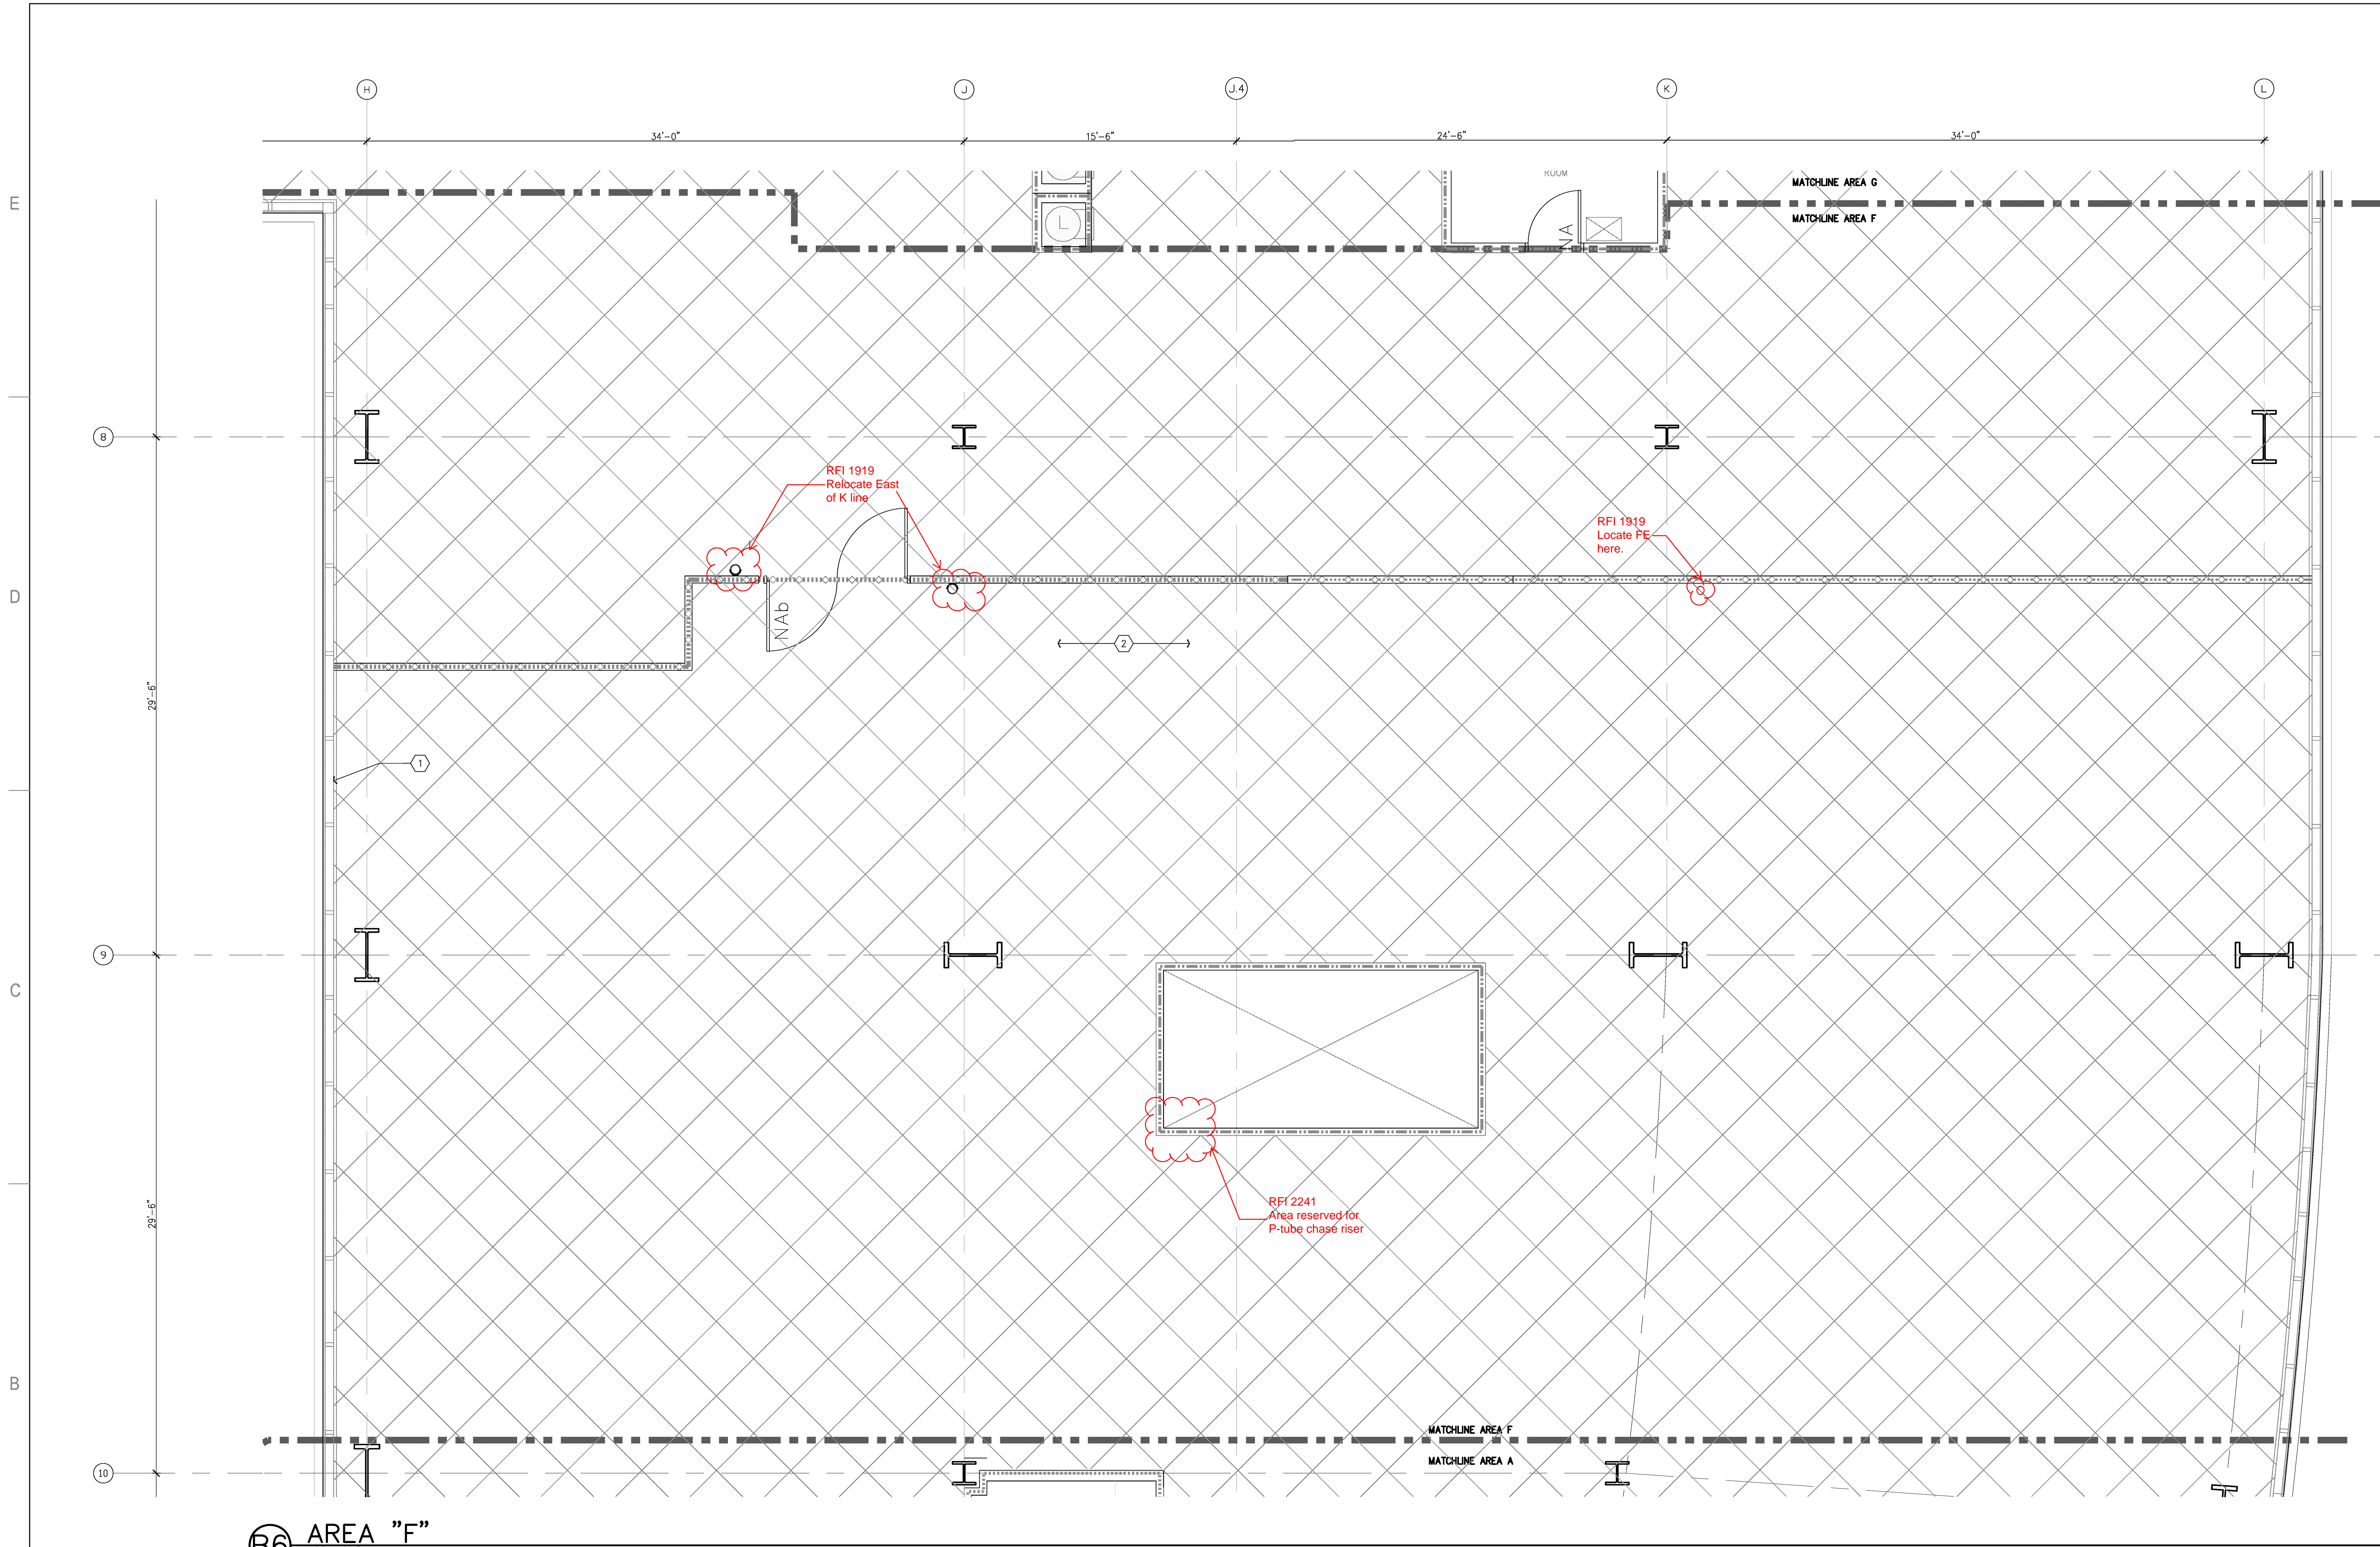 H
J
J.4
K
L
34'-0"
15'-6"
24'-6"
34'-0"
ROOM
MATCHLINE AREA G
MATCHLINE AREA F
E
L
NA
8
RFI 1919
Relocate East
of K line
RFI 1919
Locate FE
here.
D
NAb
2
29'-6"
1
9
C
RFI 2241
Area reserved for
P-tube chase riser
29'-6"
B
MATCHLINE AREA F
MATCHLINE AREA A
10
B6
AREA "F"